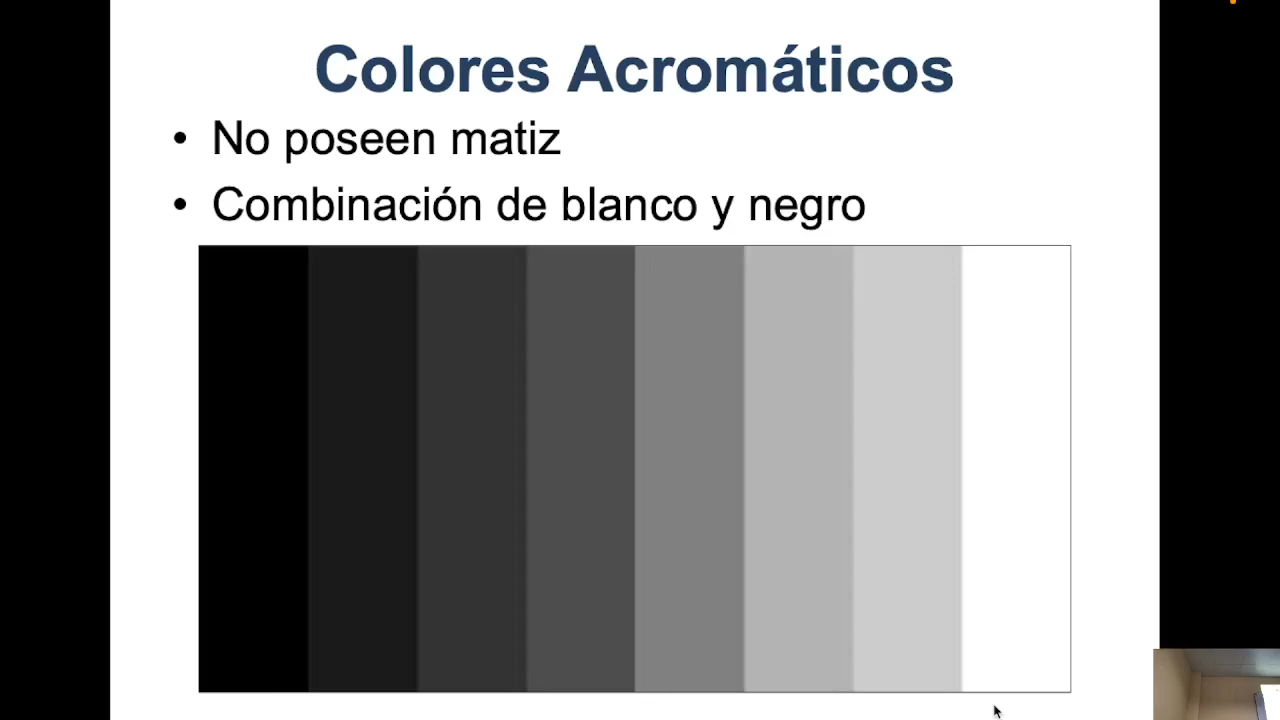 Colores Acromáticos
• No poseen matiz
• Combinación de blanco y negro